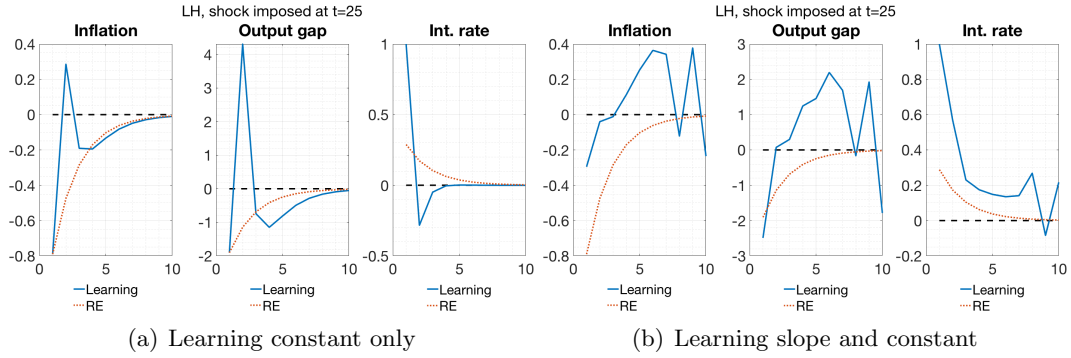 LH, shock imposed at t=25
Inflation
Output gap
Int. rate
0.4
0.2
0
-0.2
-0.4
-0.6
-0.8
0
5
10
4
3
2
1
0
-1
-2
0
5
10
1
0.5
0
-0.5
0
5
10
Learning
RE
Learning
RE
Learning
RE
(a) Learning constant only
LH, shock imposed at t=25
Inflation
Output gap
Int. rate
0.4
0.2
0
-0.2
-0.4
-0.6
-0.8
0
5
10
3
2
1
0
-1
-2
-3
0
5
10
1
0.8
0.6
0.4
0.2
0
-0.2
0
5
10
Learning
RE
Learning
RE
Learning
RE
(b) Learning slope and constant